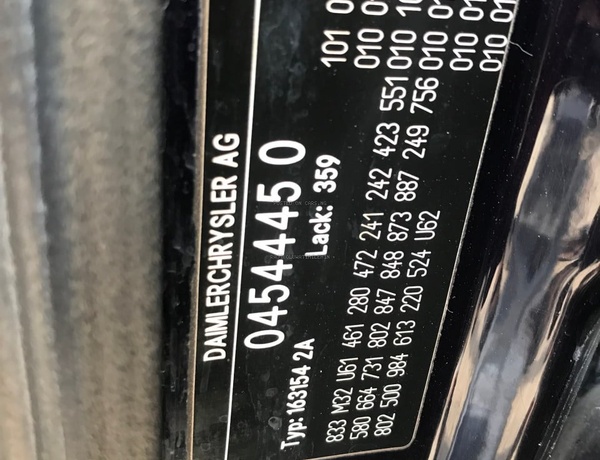 DAIMLERCHRYSLER AG
04544445 0
Typ: 163154 2A Lack: 359 101
010
833 M32 U61 461 280 472 241 242 423 551 010
580 664 731 802 847 848 873 887 249 756 010
802 500 984 613 220 524 U62 010
010